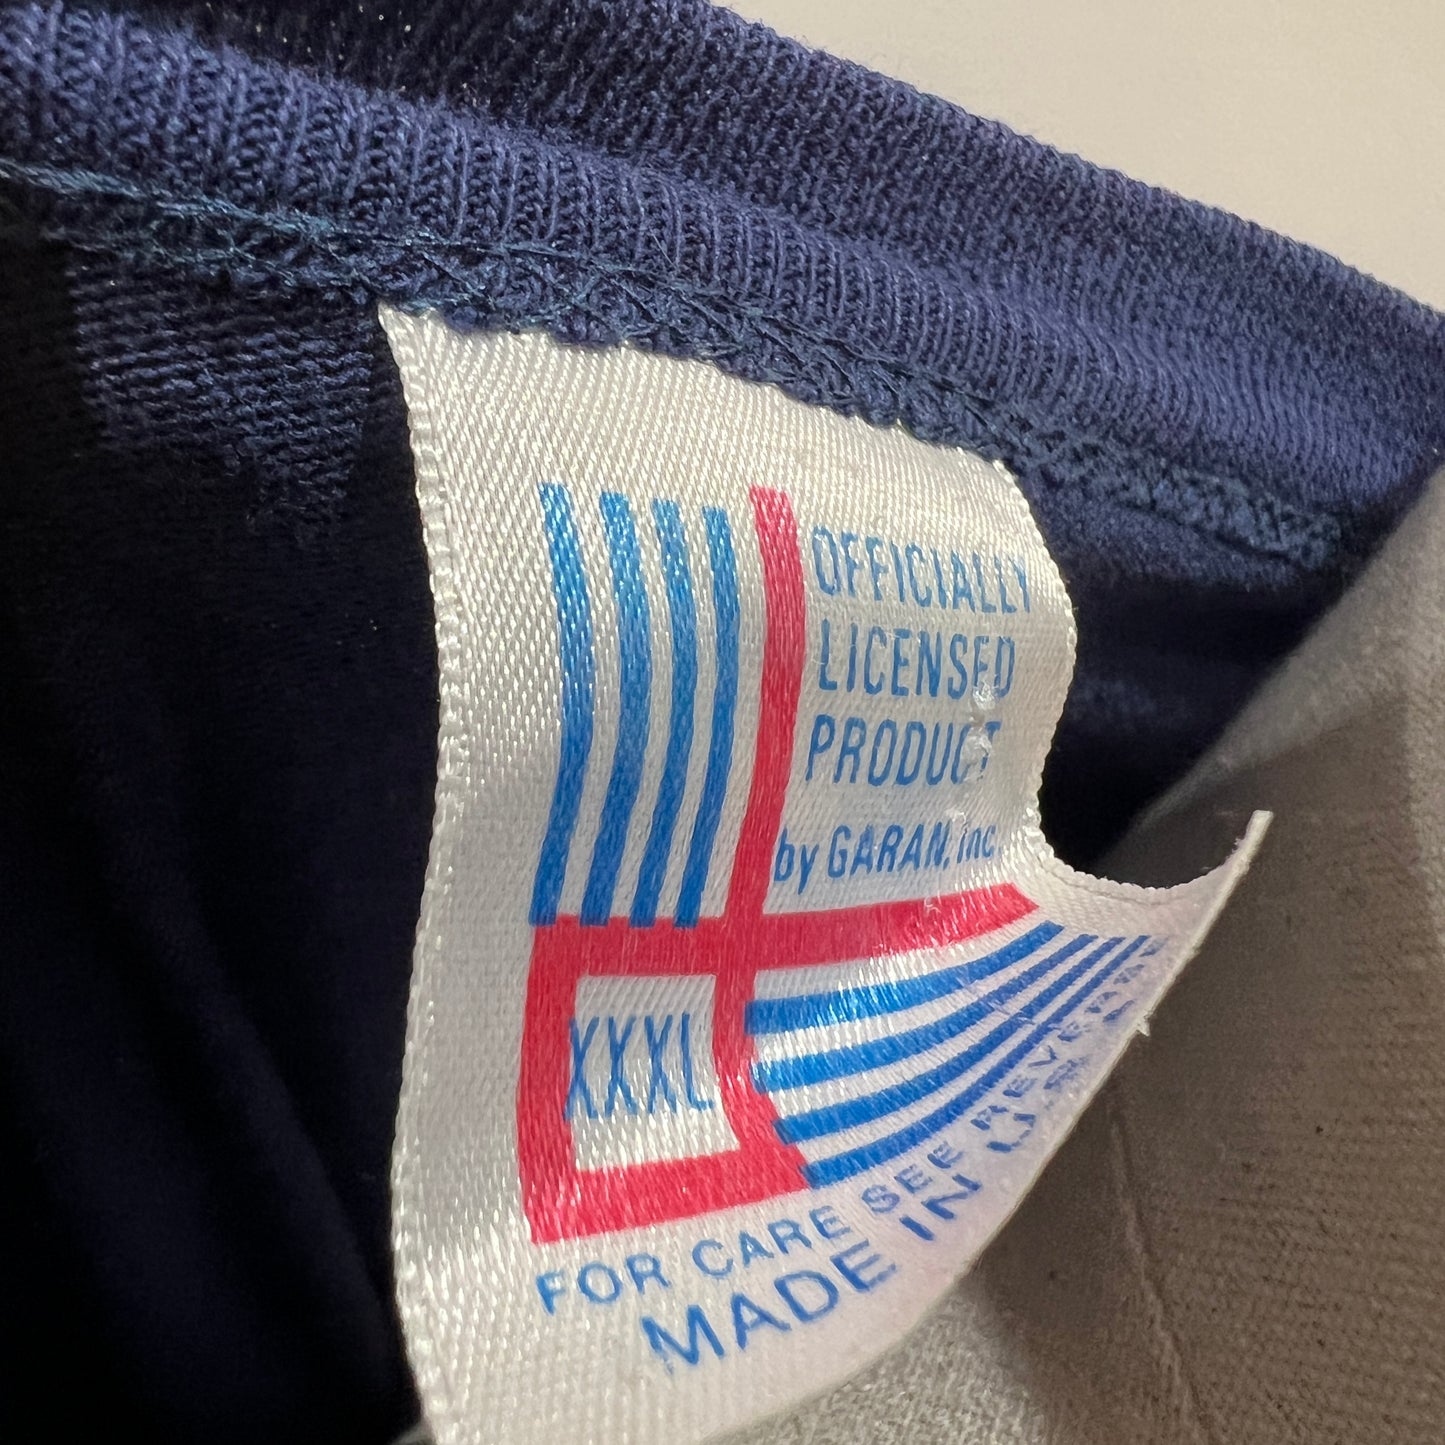 OFFICIALLY
LICENSED
PRODUCT
by GARAN, Inc.
XXXL
FOR CARE SEE REVERSE
MADE IN U.S.A.